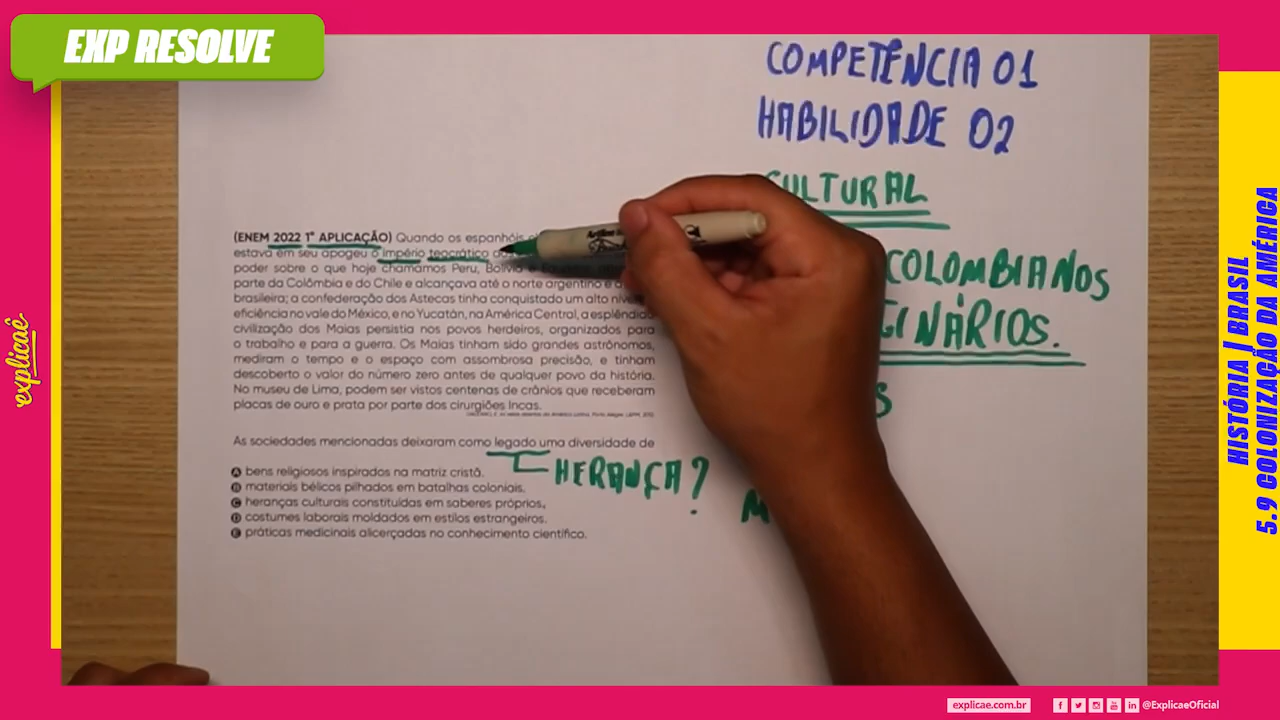 EXP RESOLVE
COMPETÊNCIA 01
HABILIDADE 02
CULTURAL
COLOMBIANOS
GINÁRIOS.
S
M
(ENEM 2022 1ª APLICAÇÃO) Quando os espanhóis
estava em seu apogeu o império teocrático
poder sobre o que hoje chamamos Peru, Bolívia e Equador,
parte da Colômbia e do Chile e alcançava até o norte argentino e a
brasileira; a confederação dos Astecas tinha conquistado um alto nível
eficiência no vale do México, e no Yucatán, na América Central, a esplêndida
civilização dos Maias persistia nos povos herdeiros, organizados para
o trabalho e para a guerra. Os Maias tinham sido grandes astrônomos,
mediram o tempo e o espaço com assombrosa precisão, e tinham
descoberto o valor do número zero antes de qualquer povo da história.
No museu de Lima, podem ser vistos centenas de crânios que receberam
placas de ouro e prata por parte dos cirurgiões Incas.
As sociedades mencionadas deixaram como legado uma diversidade de
HERANÇA?
A bens religiosos inspirados na matriz cristã.
B materiais bélicos pilhados em batalhas coloniais.
C heranças culturais constituídas em saberes próprios.
D costumes laborais moldados em estilos estrangeiros.
E práticas medicinais alicerçadas no conhecimento científico.
explicaê
HISTÓRIA | BRASIL
5.9 COLONIZAÇÃO DA AMÉRICA
explicae.com.br
@ExplicaeOficial